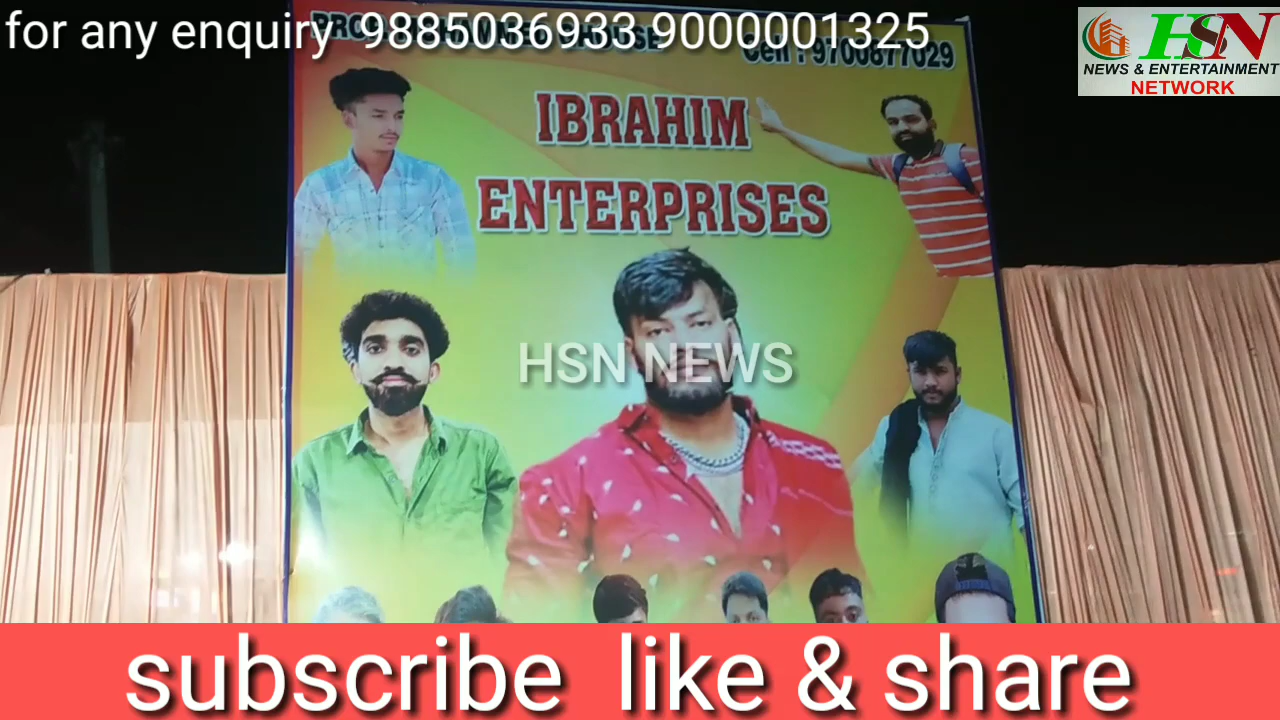 for any enquiry 9885036933 9000001325
Cell : 9700877029
HSN
NEWS & ENTERTAINMENT
NETWORK
IBRAHIM
ENTERPRISES
HSN NEWS
subscribe like & share